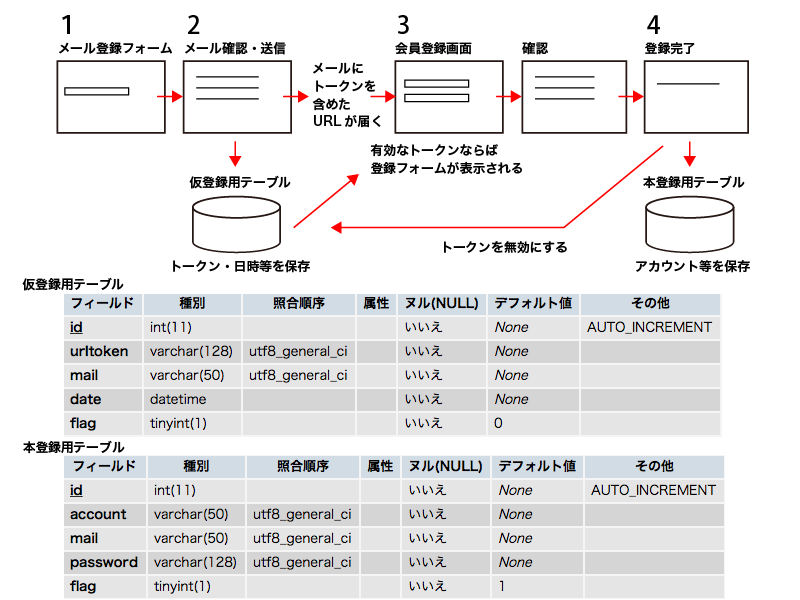 1
2
3
4
メール登録フォーム
メール確認・送信
会員登録画面
確認
登録完了
メールに
トークンを
含めた
URLが届く
有効なトークンならば
登録フォームが表示される
仮登録用テーブル
本登録用テーブル
トークンを無効にする
トークン・日時等を保存
アカウント等を保存
仮登録用テーブル
フィールド 種別 照合順序 属性 ヌル(NULL) デフォルト値 その他
id int(11) いいえ None AUTO_INCREMENT
urltoken varchar(128) utf8_general_ci いいえ None
mail varchar(50) utf8_general_ci いいえ None
date datetime いいえ None
flag tinyint(1) いいえ 0
本登録用テーブル
フィールド 種別 照合順序 属性 ヌル(NULL) デフォルト値 その他
id int(11) いいえ None AUTO_INCREMENT
account varchar(50) utf8_general_ci いいえ None
mail varchar(50) utf8_general_ci いいえ None
password varchar(128) utf8_general_ci いいえ None
flag tinyint(1) いいえ 1